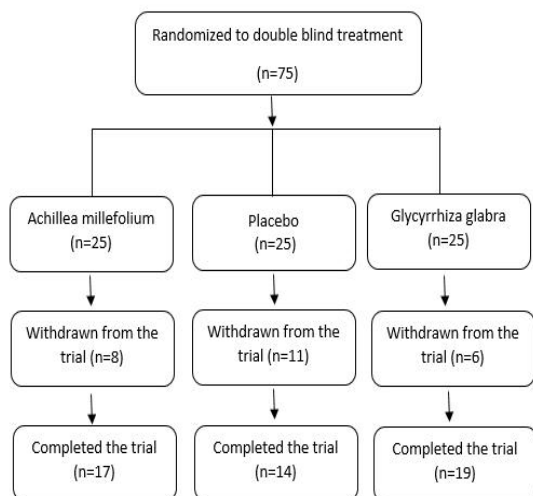 Randomized to double blind treatment
(n=75)
Achillea millefolium
(n=25)
Placebo
(n=25)
Glycyrrhiza glabra
(n=25)
Withdrawn from the
trial (n=8)
Withdrawn from the
trial (n=11)
Withdrawn from the
trial (n=6)
Completed the trial
(n=17)
Completed the trial
(n=14)
Completed the trial
(n=19)